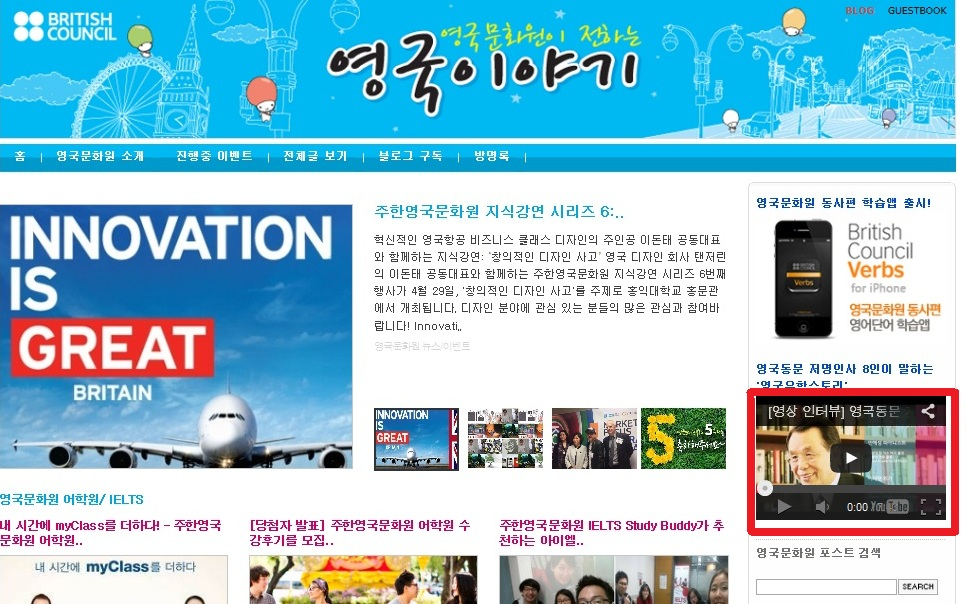 BRITISH
COUNCIL
BLOG GUESTBOOK
영국문화원이 전하는
영국이야기
홈 | 영국문화원 소개 진행중 이벤트 | 전체글 보기 | 블로그 구독 | 방명록 |
INNOVATION
IS
GREAT
BRITAIN
주한영국문화원 지식강연 시리즈 6:..
혁신적인 영국항공 비즈니스 클래스 디자인의 주인공 이돈태 공동대표
와 함께하는 지식강연: '창의적인 디자인 사고' 영국 디자인 회사 탠저린
의 이돈태 공동대표와 함께하는 주한영국문화원 지식강연 시리즈 6번째
행사가 4월 29일, '창의적인 디자인 사고'를 주제로 홍익대학교 홍문관
에서 개최됩니다. 디자인 분야에 관심 있는 분들의 많은 관심과 참여바
랍니다! Innovati..
영국문화원 뉴스/이벤트
INNOVATION
IS
GREAT
5
5
영국문화원 동사편 학습앱 출시!
British
Council
Verbs
for iPhone
Verbs
영국문화원 동사편
영어단어 학습앱
영국동문 저명인사 8인이 말하는
'영국유학스토리'
[영상 인터뷰] 영국동문
0:00 YouTube
영국문화원 포스트 검색
SEARCH
영국문화원 어학원/ IELTS
내 시간에 myClass를 더하다! - 주한영국
문화원 어학원..
[당첨자 발표] 주한영국문화원 어학원 수
강후기를 모집..
주한영국문화원 IELTS Study Buddy가 추
천하는 아이엘..
내 시간에 myClass를 더하다